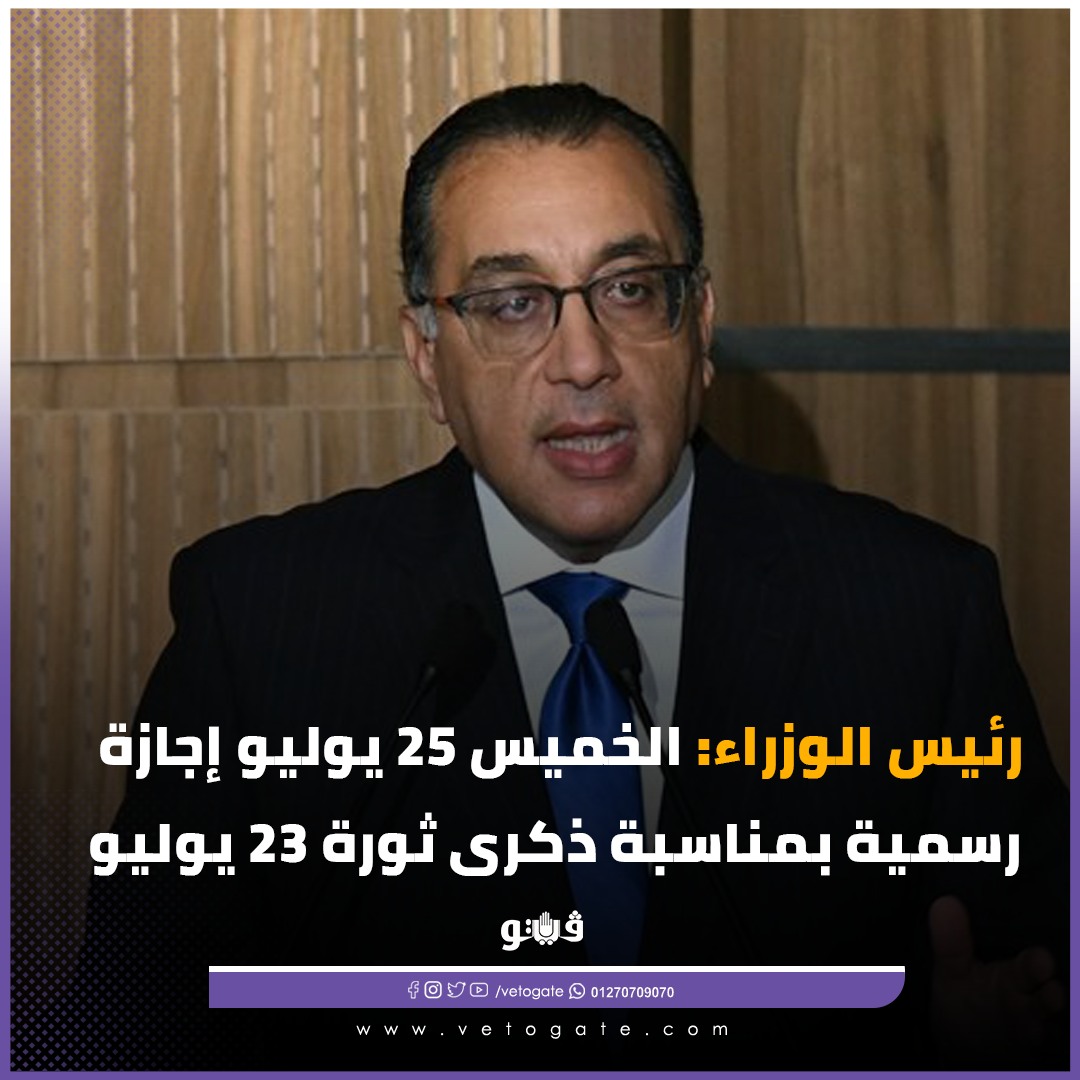 رئيس الوزراء: الخميس 25 يوليو إجازة
رسمية بمناسبة ذكرى ثورة 23 يوليو
ڤيتو
/vetogate 01270709070
www.vetogate.com